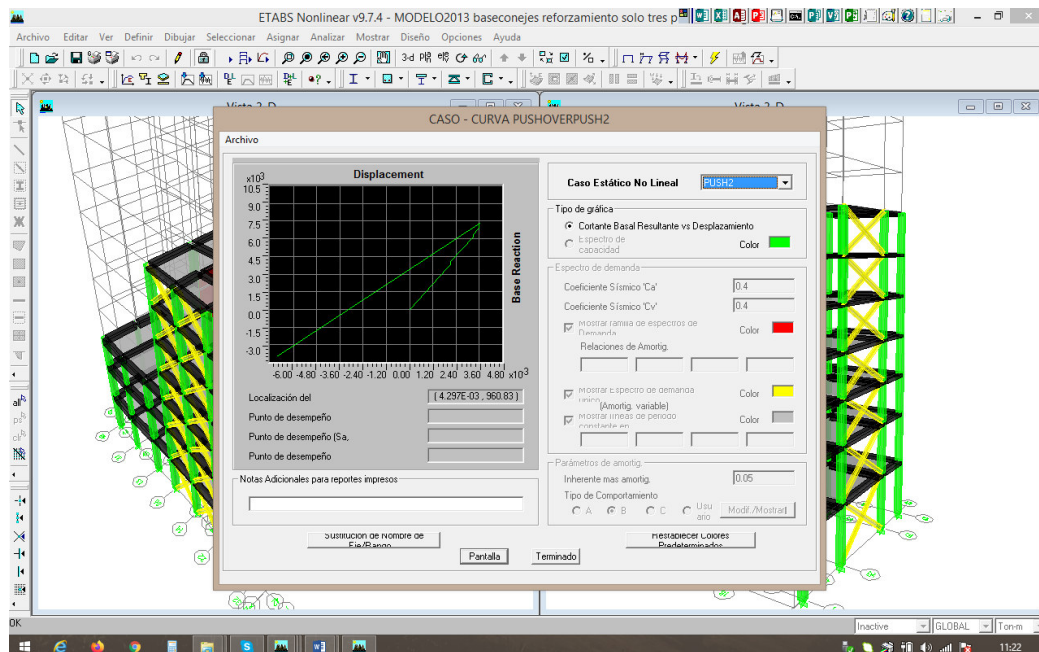 ETABS Nonlinear v9.7.4 - MODELO2013 baseconejes reforzamiento solo tres p
Archivo Editar Ver Definir Dibujar Seleccionar Asignar Analizar Mostrar Diseño Opciones Ayuda
3-d
Vista 3-D
Vista 3-D
CASO - CURVA PUSHOVERPUSH2
Archivo
Displacement
x10³
10.5
9.0
7.5
6.0
4.5
3.0
1.5
0.0
-1.5
-3.0
Base Reaction
-6.00 -4.80 -3.60 -2.40 -1.20 0.00 1.20 2.40 3.60 4.80 x10-3
Localización del
( 4.297E-03 , 960.83 )
Punto de desempeño
Punto de desempeño (Sa,
Punto de desempeño
Notas Adicionales para reportes impresos
Sustitución de Nombre de
Eje/Rango
Pantalla
Terminado
Caso Estático No Lineal
PUSH2
Tipo de gráfica
Cortante Basal Resultante vs Desplazamiento
Espectro de
capacidad
Color
Espectro de demanda
Coeficiente Sísmico 'Ca'
0.4
Coeficiente Sísmico 'Cv'
0.4
Mostrar familia de espectros de
Demanda
Color
Relaciones de Amortig.
Mostrar Espectro de demanda
único
(Amortig. variable)
Color
Mostrar líneas de periodo
constante en
Color
Parámetros de amortig.
Inherente mas amortig.
0.05
Tipo de Comportamiento
A B C Usu
ario
Modif./Mostrar
Restablecer Colores
Predeterminados
OK
Inactive
GLOBAL
Ton-m
11:22